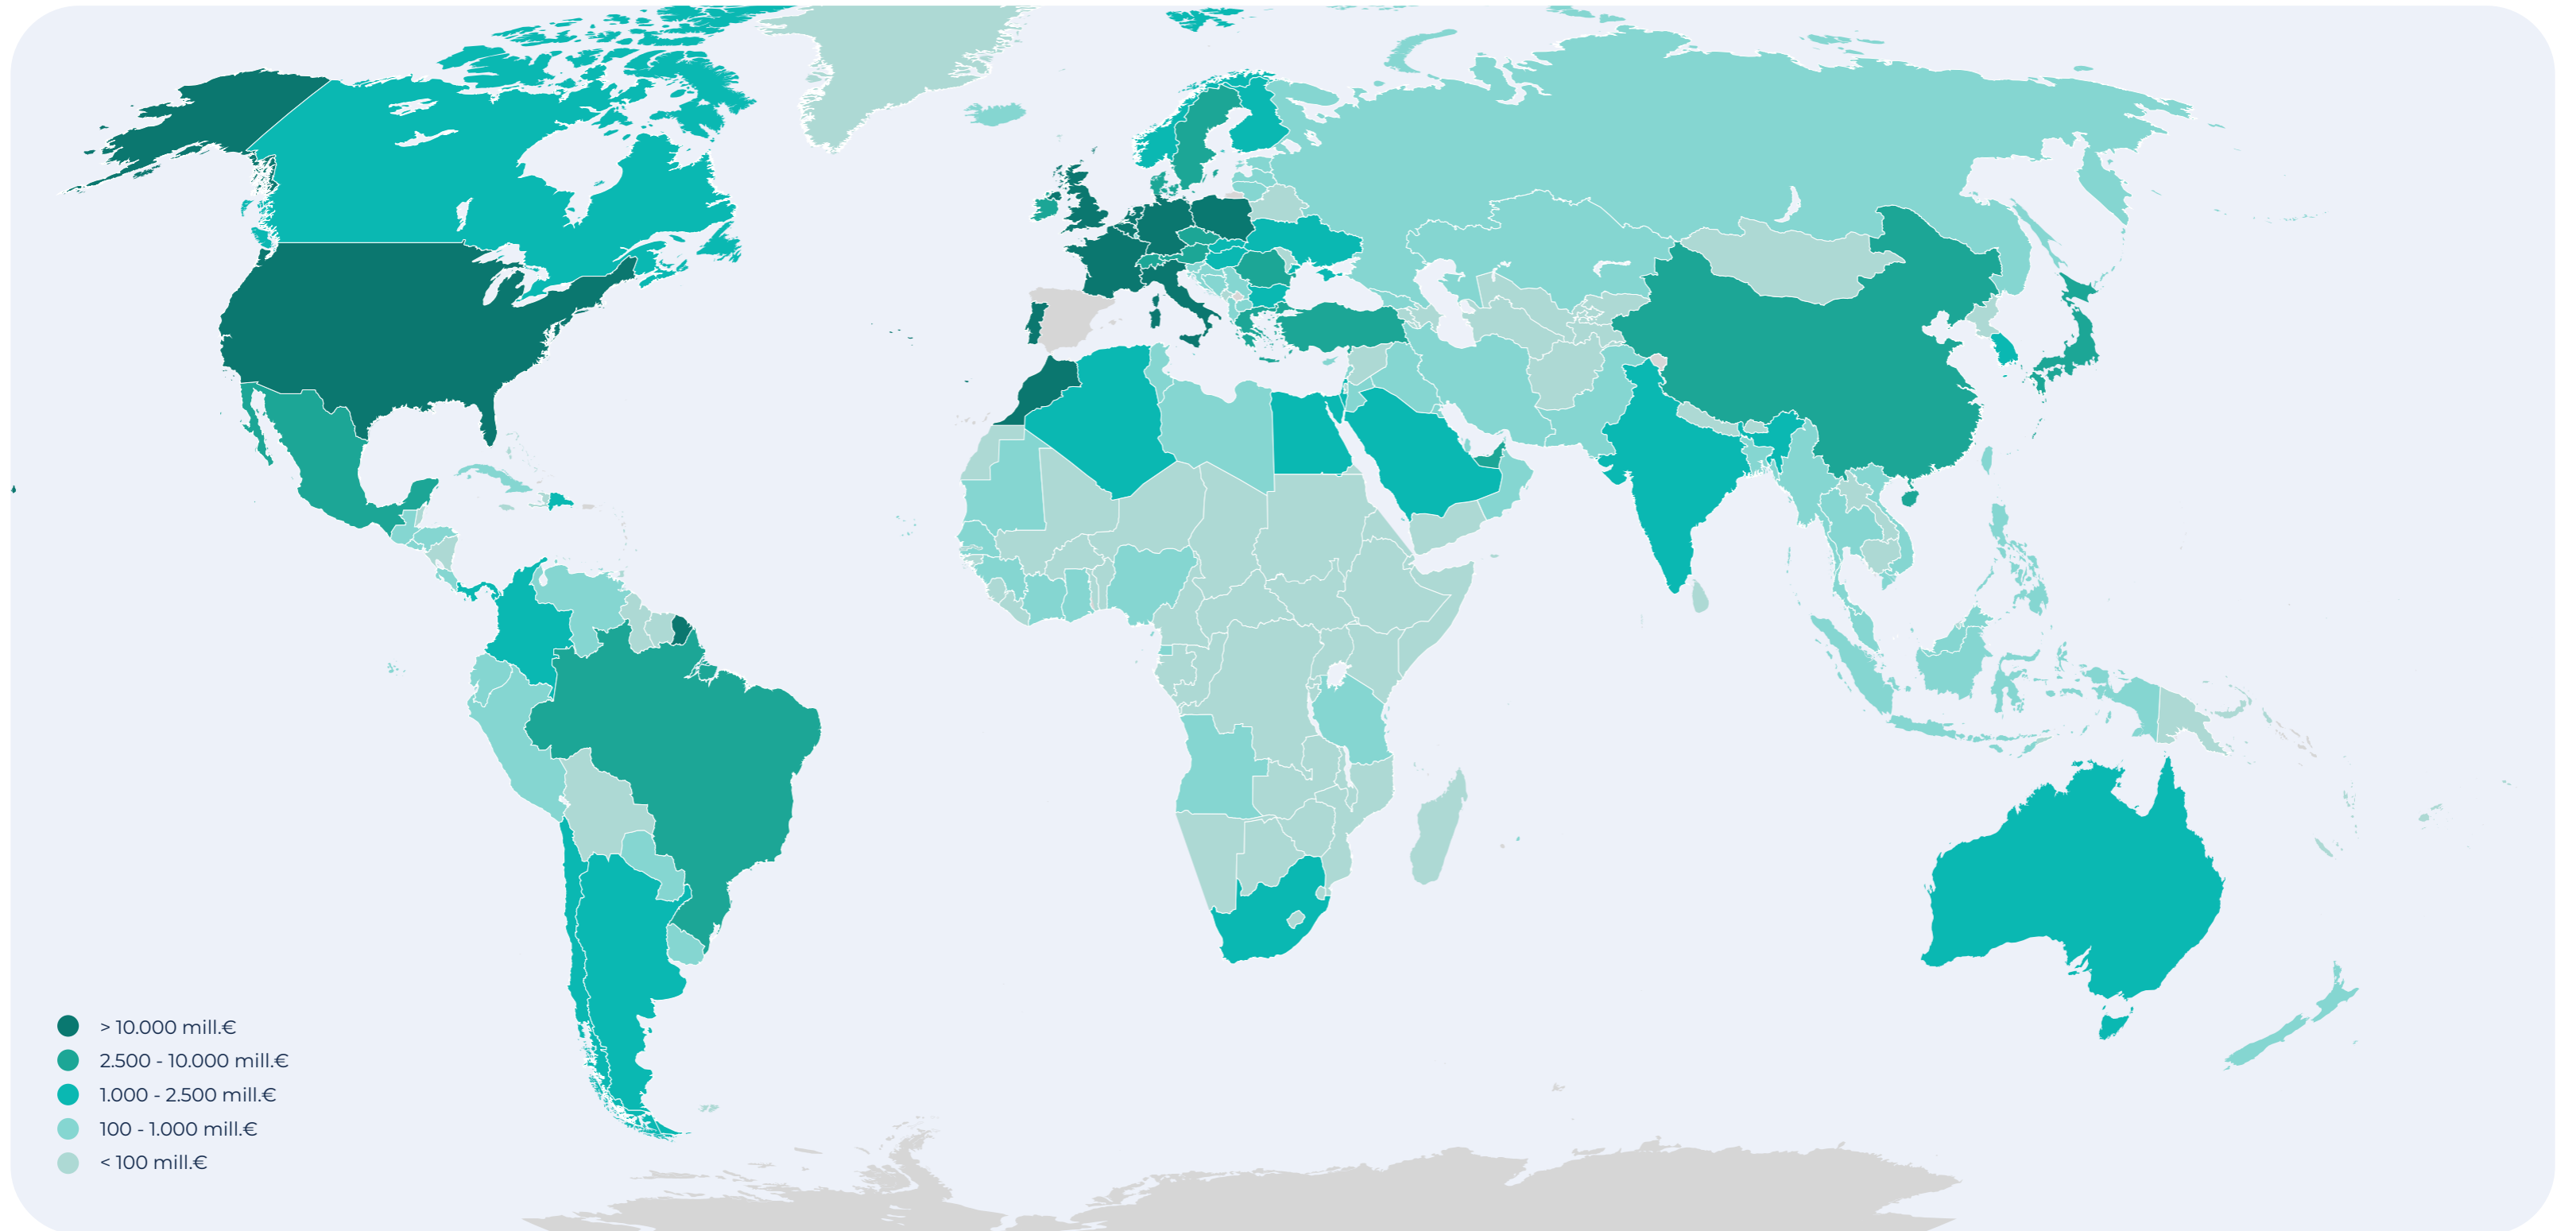 > 10.000 mill.€
2.500 - 10.000 mill.€
1.000 - 2.500 mill.€
100 - 1.000 mill.€
< 100 mill.€